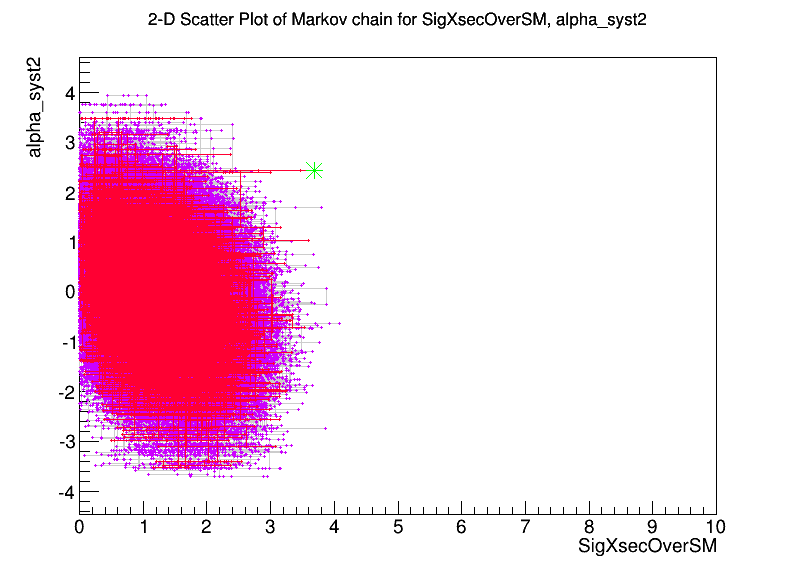 2-D Scatter Plot of Markov chain for SigXsecOverSM, alpha_syst2
alpha_syst2
4
3
2
1
0
-1
-2
-3
-4
0 1 2 3 4 5 6 7 8 9 10
SigXsecOverSM